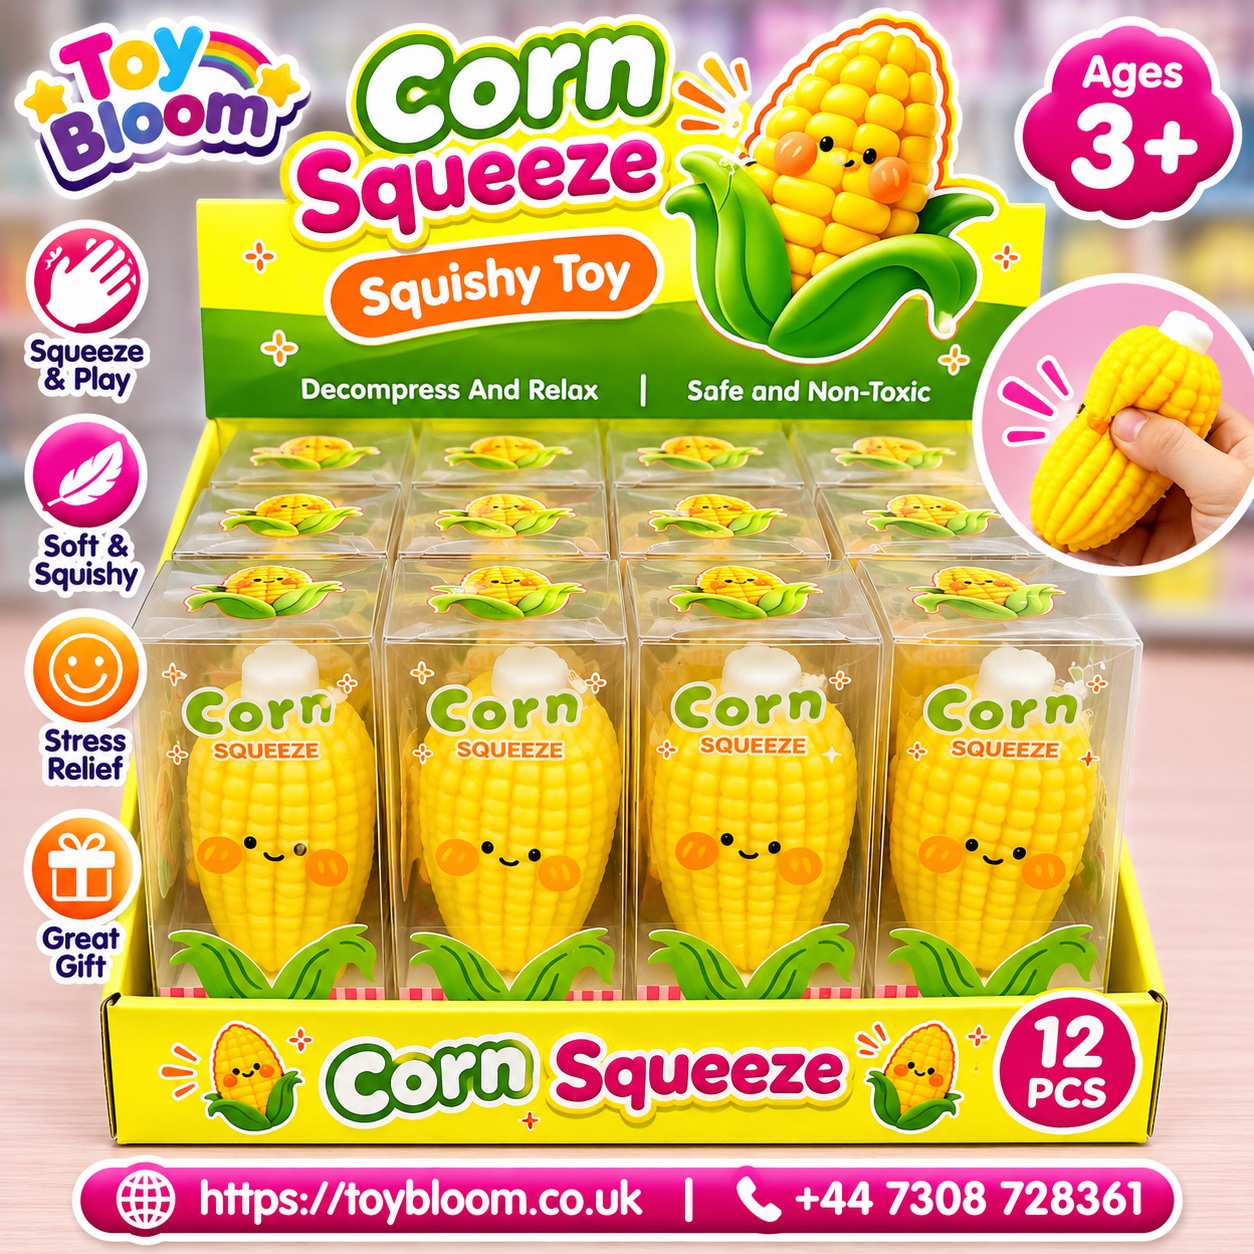 Toy
Bloom
Corn
Squeeze
Squishy Toy
Decompress And Relax | Safe and Non-Toxic
Ages
3+
Squeeze
& Play
Soft &
Squishy
Stress
Relief
Great
Gift
Corn
SQUEEZE
Corn
SQUEEZE
Corn
SQUEEZE
Corn
SQUEEZE
Corn Squeeze
12
PCS
https://toybloom.co.uk | +44 7308 728361